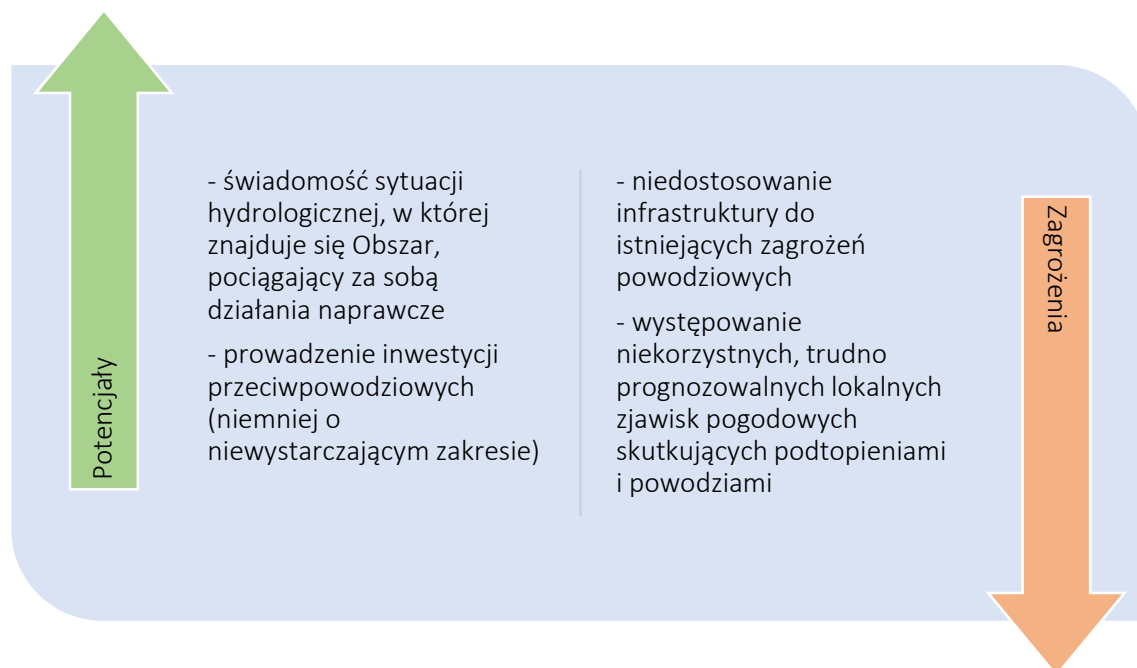 Potencjały
- świadomość sytuacji
hydrologicznej, w której
znajduje się Obszar,
pociągający za sobą
działania naprawcze
- prowadzenie inwestycji
przeciwpowodziowych
(niemniej o
niewystarczającym zakresie)
- niedostosowanie
infrastruktury do
istniejących zagrożeń
powodziowych
- występowanie
niekorzystnych, trudno
prognozowalnych lokalnych
zjawisk pogodowych
skutkujących podtopieniami
i powodziami
Zagrożenia